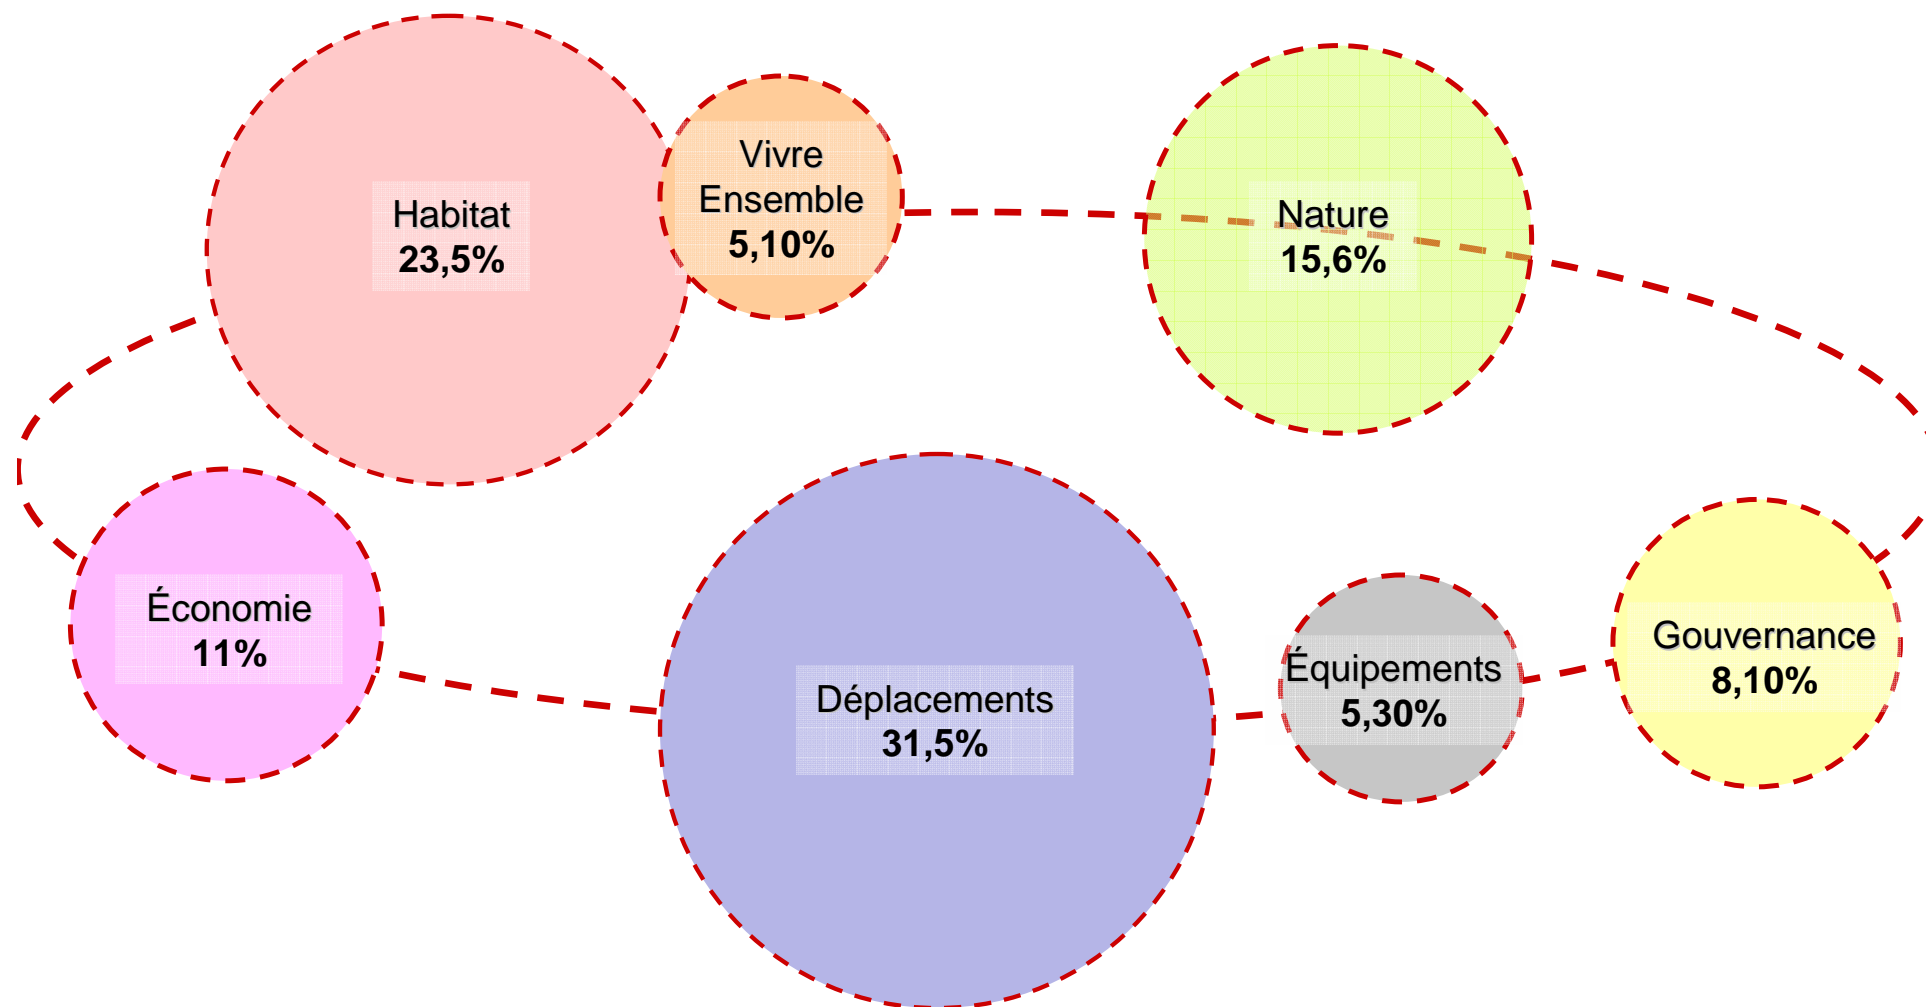 Habitat
23,5%
Vivre
Ensemble
5,10%
Nature
15,6%
Économie
11%
Déplacements
31,5%
Équipements
5,30%
Gouvernance
8,10%